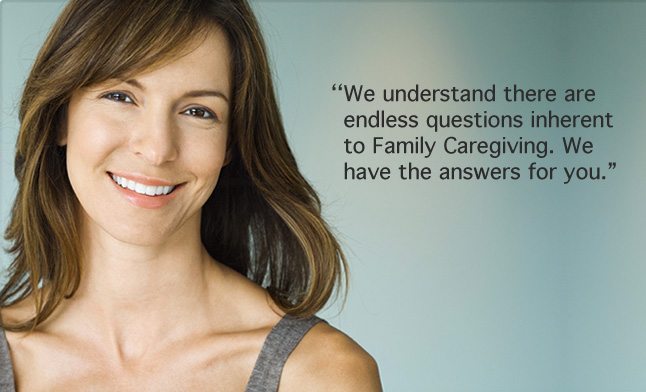 “We understand there are
endless questions inherent
to Family Caregiving. We
have the answers for you.”